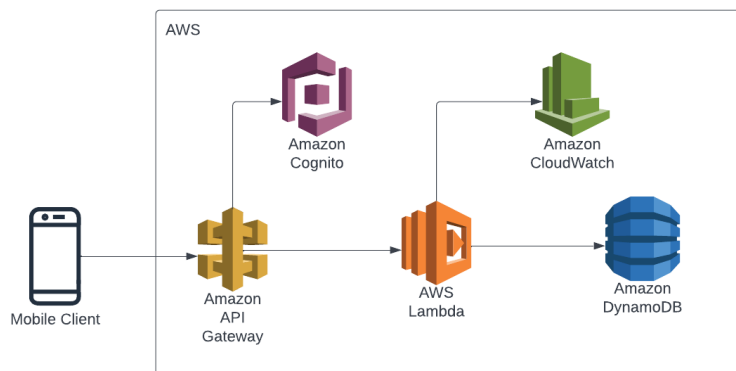 AWS
Amazon
Cognito
Amazon
CloudWatch
Mobile Client
Amazon
API
Gateway
AWS
Lambda
Amazon
DynamoDB